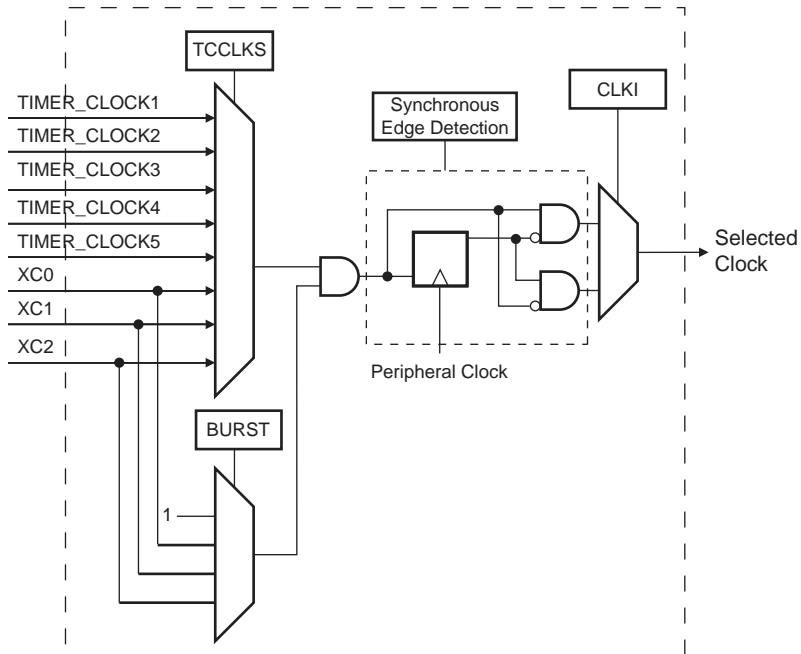 TCCLKS
CLKI
TIMER_CLOCK1
Synchronous
Edge Detection
TIMER_CLOCK2
TIMER_CLOCK3
TIMER_CLOCK4
TIMER_CLOCK5
Selected
Clock
XC0
XC1
XC2
Peripheral Clock
BURST
1